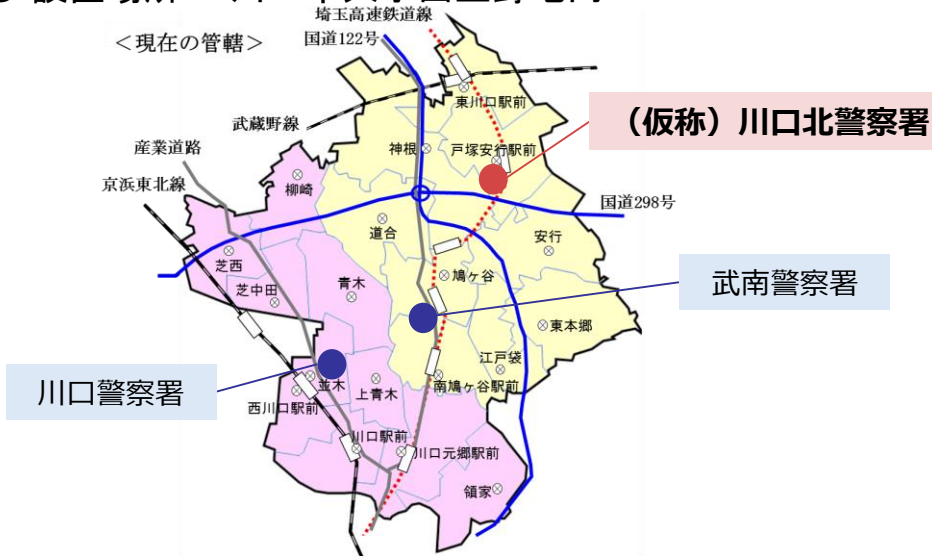 埼玉高速鉄道線
＜現在の管轄＞
国道122号
東川口駅前
（仮称）川口北警察署
武蔵野線
神根
戸塚安行駅前
産業道路
京浜東北線
柳崎
国道298号
道合
安行
芝西
鳩ヶ谷
武南警察署
芝中田
青木
東本郷
江戸袋
川口警察署
並木
上青木
南鳩ヶ谷駅前
西川口駅前
川口駅前
川口元郷駅前
領家